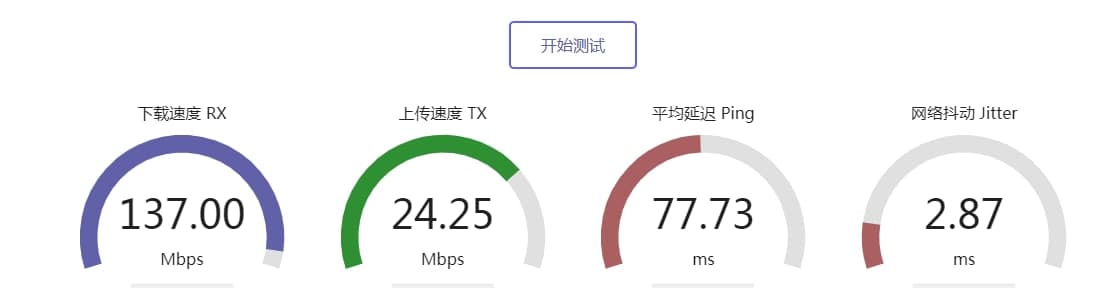 开始测试
下载速度 RX
上传速度 TX
平均延迟 Ping
网络抖动 Jitter
137.00
24.25
77.73
2.87
Mbps
Mbps
ms
ms